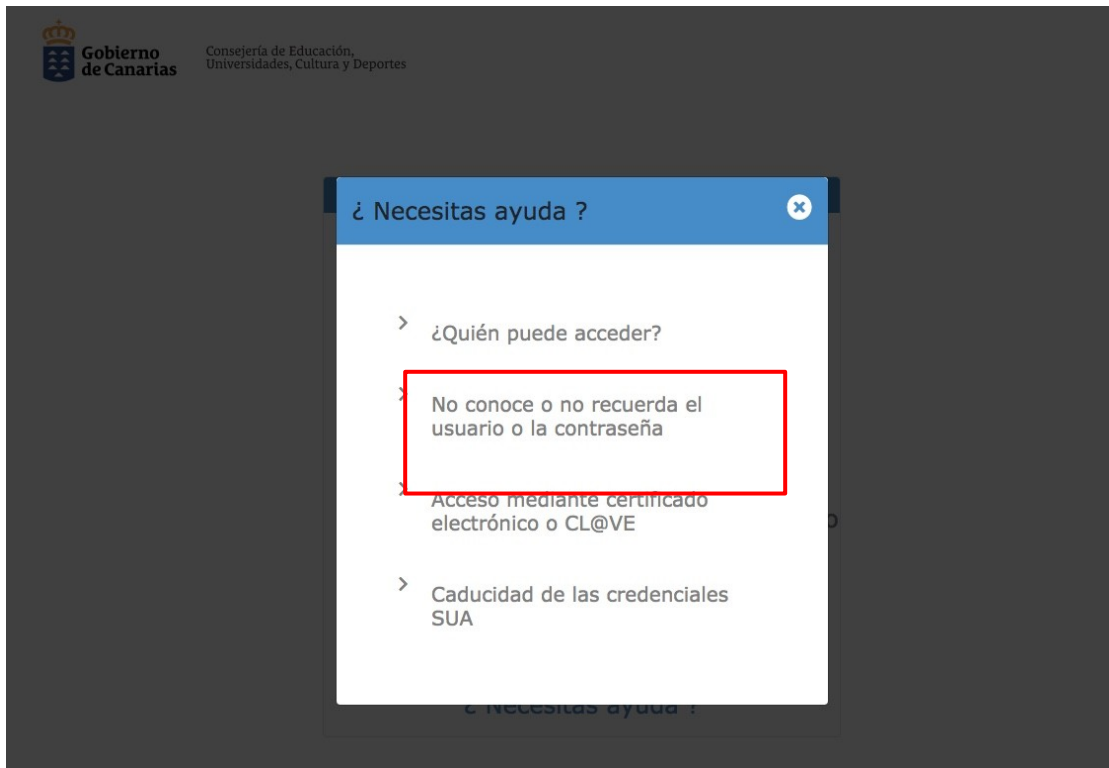 Gobierno
de Canarias
Consejería de Educación,
Universidades, Cultura y Deportes
¿ Necesitas ayuda ?
¿Quién puede acceder?
No conoce o no recuerda el
usuario o la contraseña
Acceso mediante certificado
electrónico o CL@VE
Caducidad de las credenciales
SUA
¿ Necesitas ayuda ?